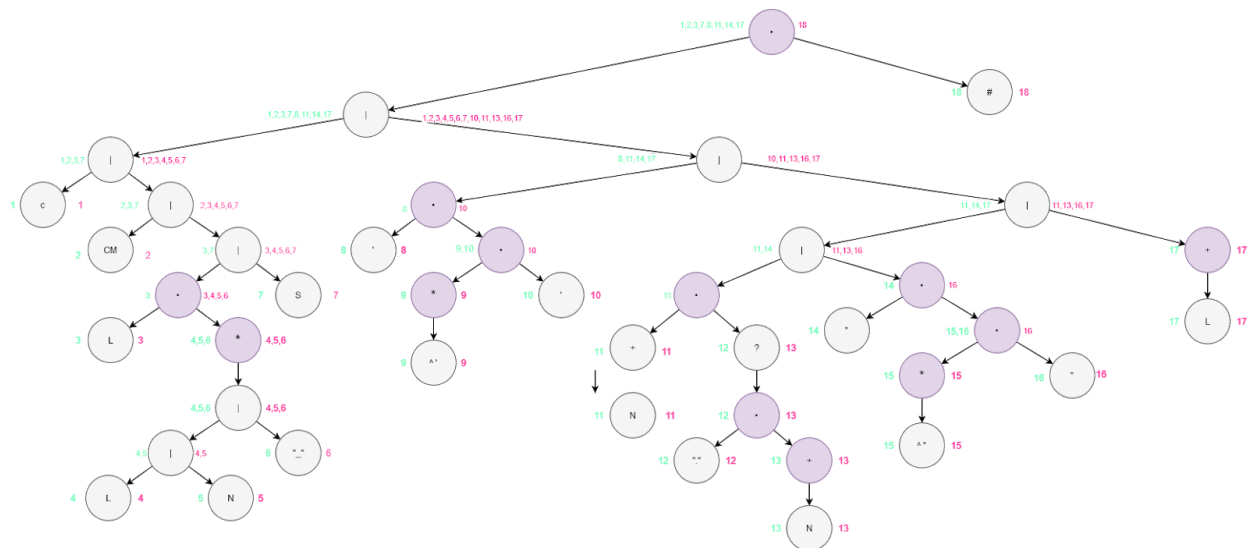 1,2,3,7,8,11,14,17 • 18
18 # 18
1,2,3,7,8,11,14,17 | 1,2,3,4,5,6,7,10,11,13,16,17
1,2,3,7 | 1,2,3,4,5,6,7
8,11,14,17 | 10,11,13,16,17
1 c 1
2,3,7 | 2,3,4,5,6,7
8 • 10
11,14,17 | 11,13,16,17
2 CM 2
3,7 | 3,4,5,6,7
8 ' 8
9,10 • 10
11,14 | 11,13,16
17 + 17
3 • 3,4,5,6
7 S 7
9 * 9
10 ' 10
11 •
14 • 16
17 L 17
3 L 3
4,5,6 * 4,5,6
9 ^' 9
11 + 11
12 ? 13
14 "
15,16 • 16
15 * 15
16 " 16
4,5,6 | 4,5,6
11 N 11
12 • 13
15 ^" 15
4,5 | 4,5
6 "_" 6
12 "." 12
13 + 13
4 L 4
5 N 5
13 N 13